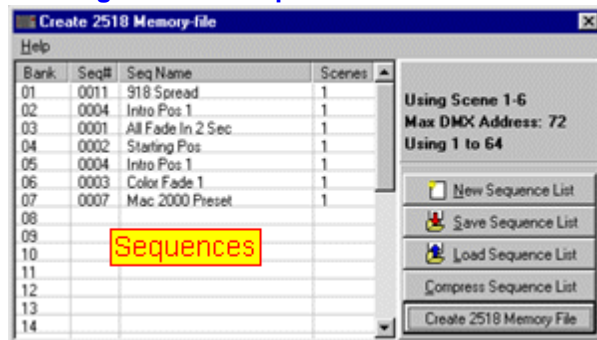 Create 2518 Memory-file
Help
Bank Seq# Seq Name Scenes
01 0011 918 Spread 1
02 0004 Intro Pos 1 1
03 0001 All Fade In 2 Sec 1
04 0002 Starting Pos 1
05 0004 Intro Pos 1 1
06 0003 Color Fade 1 1
07 0007 Mac 2000 Preset 1
08
09
10
11
12
13
14
Sequences
Using Scene 1-6
Max DMX Address: 72
Using 1 to 64
New Sequence List
Save Sequence List
Load Sequence List
Compress Sequence List
Create 2518 Memory File